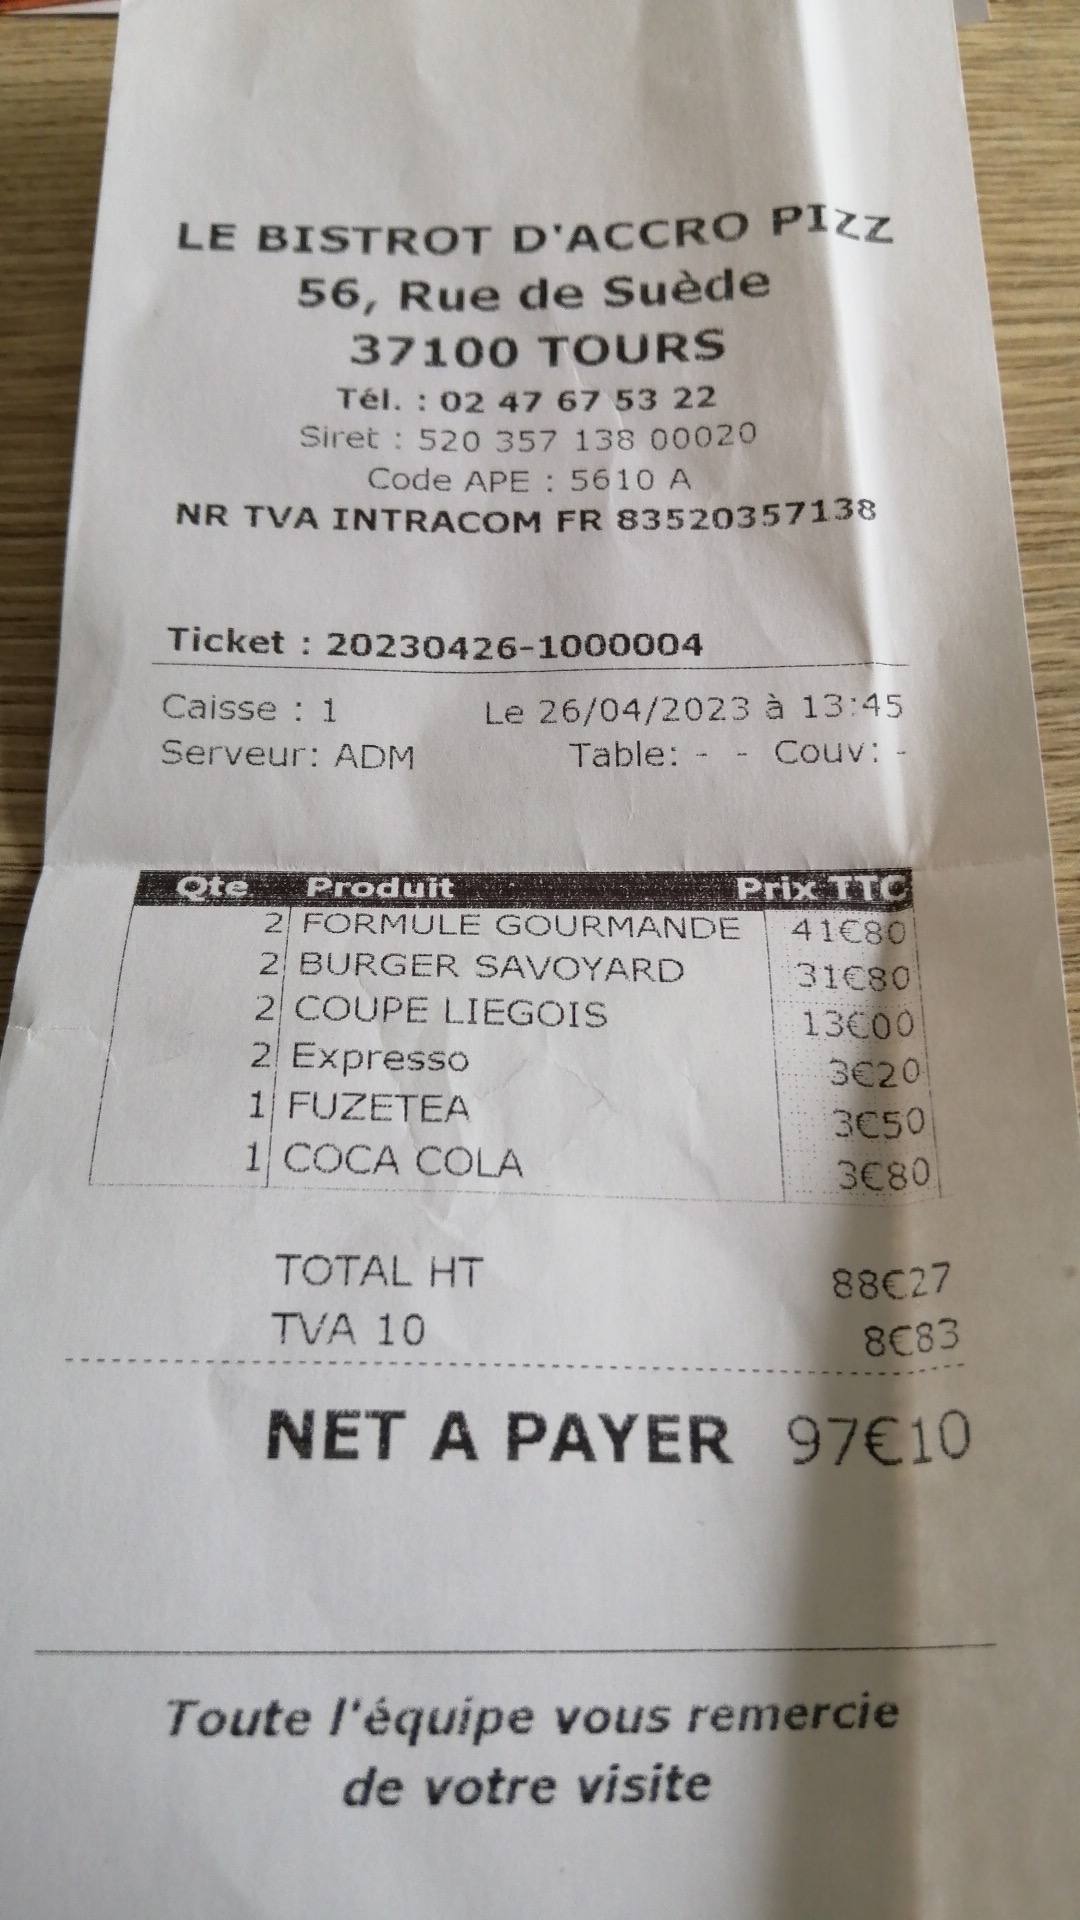 LE BISTROT D'ACCRO PIZZ
56, Rue de Suède
37100 TOURS
Tél. : 02 47 67 53 22
Siret : 520 357 138 00020
Code APE : 5610 A
NR TVA INTRACOM FR 83520357138
Ticket : 20230426-1000004
Caisse : 1 Le 26/04/2023 à 13:45
Serveur: ADM Table: - - Couv: -
Qte Produit Prix TTC
2 FORMULE GOURMANDE 41€80
2 BURGER SAVOYARD 31€80
2 COUPE LIEGOIS 13€00
2 Expresso 3€20
1 FUZETEA 3€50
1 COCA COLA 3€80
TOTAL HT 88€27
TVA 10 8€83
NET A PAYER 97€10
Toute l'équipe vous remercie
de votre visite